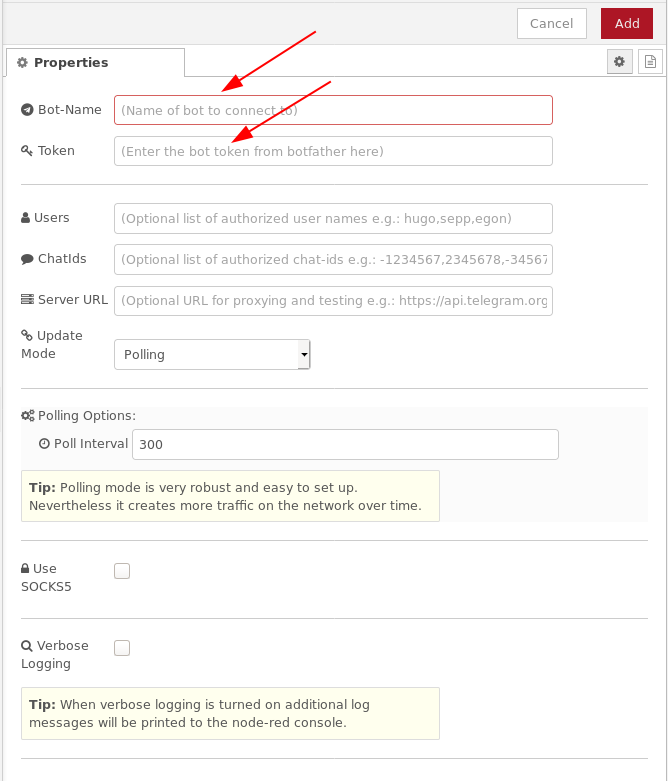 Cancel Add
Properties
Bot-Name (Name of bot to connect to)
Token (Enter the bot token from botfather here)
Users (Optional list of authorized user names e.g.: hugo,sepp,egon)
ChatIds (Optional list of authorized chat-ids e.g.: -1234567,2345678,-34567
Server URL (Optional URL for proxying and testing e.g.: https://api.telegram.org
Update
Mode
Polling
Polling Options:
Poll Interval 300
Tip: Polling mode is very robust and easy to set up.
Nevertheless it creates more traffic on the network over time.
Use
SOCKS5
Verbose
Logging
Tip: When verbose logging is turned on additional log
messages will be printed to the node-red console.